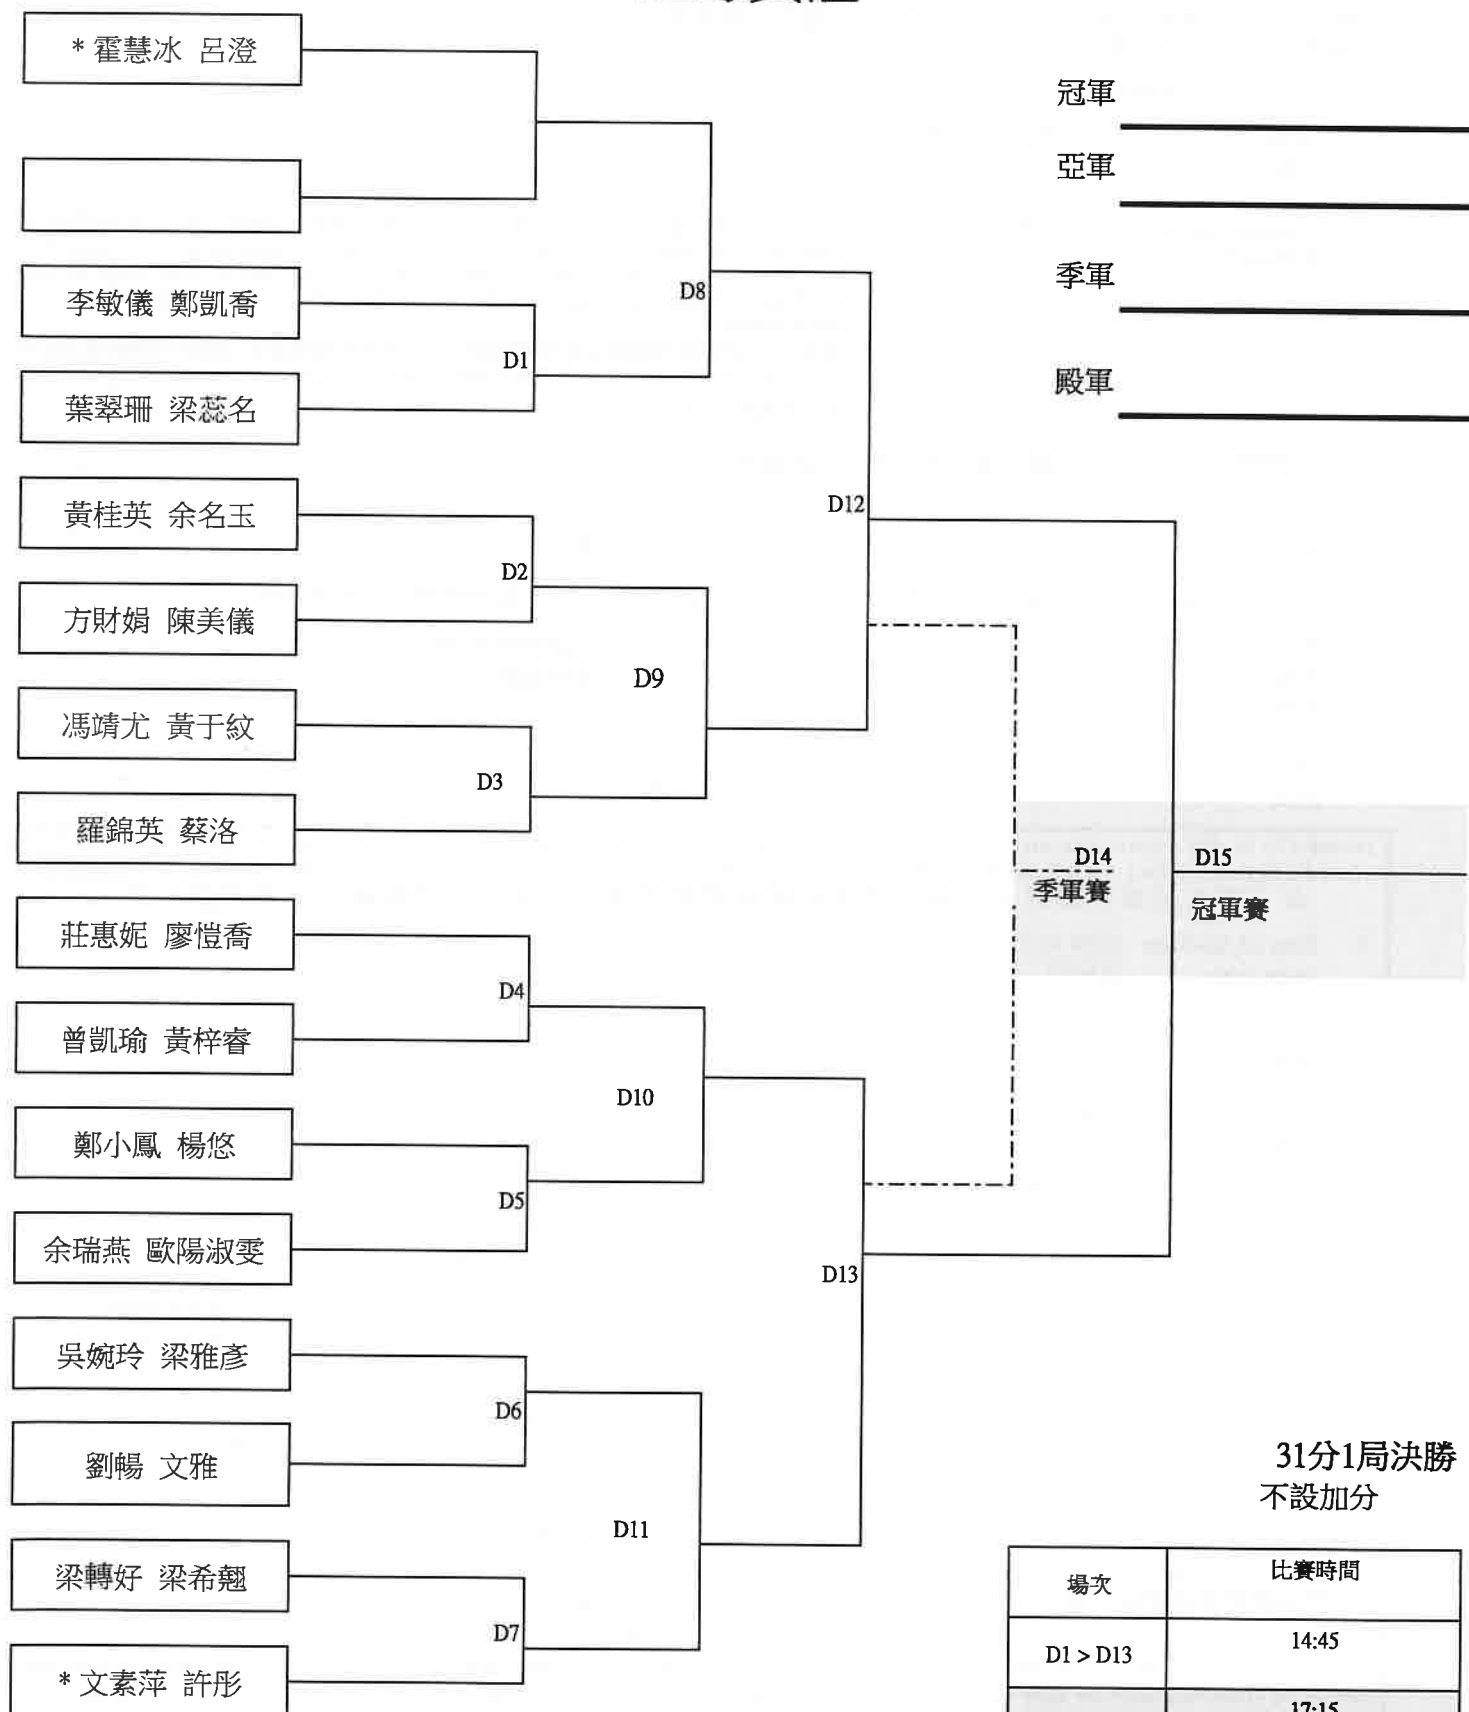 * 霍慧冰 呂澄
李敏儀 鄭凱喬
葉翠珊 梁蕊名
黃桂英 余名玉
方財娟 陳美儀
馮靖尤 黃于紋
羅錦英 蔡洛
莊惠妮 廖愷喬
曾凱瑜 黃梓睿
鄭小鳳 楊悠
余瑞燕 歐陽淑雯
吳婉玲 梁雅彥
劉暢 文雅
梁轉好 梁希翹
* 文素萍 許彤
D1
D2
D3
D4
D5
D6
D7
D8
D9
D10
D11
D12
D13
D14
季軍賽
D15
冠軍賽
冠軍
亞軍
季軍
殿軍
31分1局決勝
不設加分
場次 比賽時間
D1 > D13 14:45
17:15